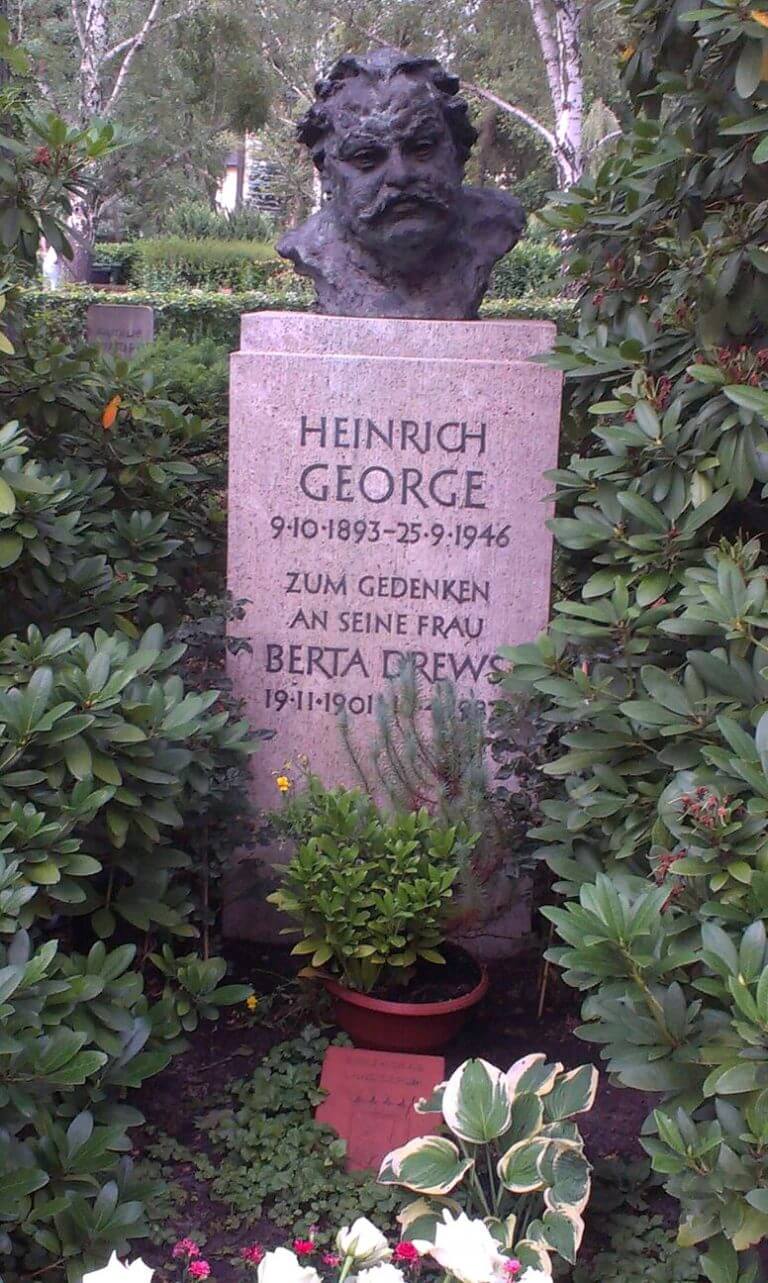 HEINRICH
GEORGE
9·10·1893-25·9·1946
ZUM GEDENKEN
AN SEINE FRAU
BERTA DREWS
19·11·1901